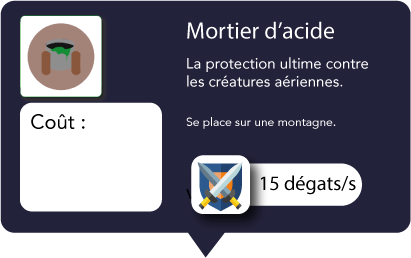 Mortier d’acide
La protection ultime contre
les créatures aériennes.
Coût :
Se place sur une montagne.
15 dégats/s